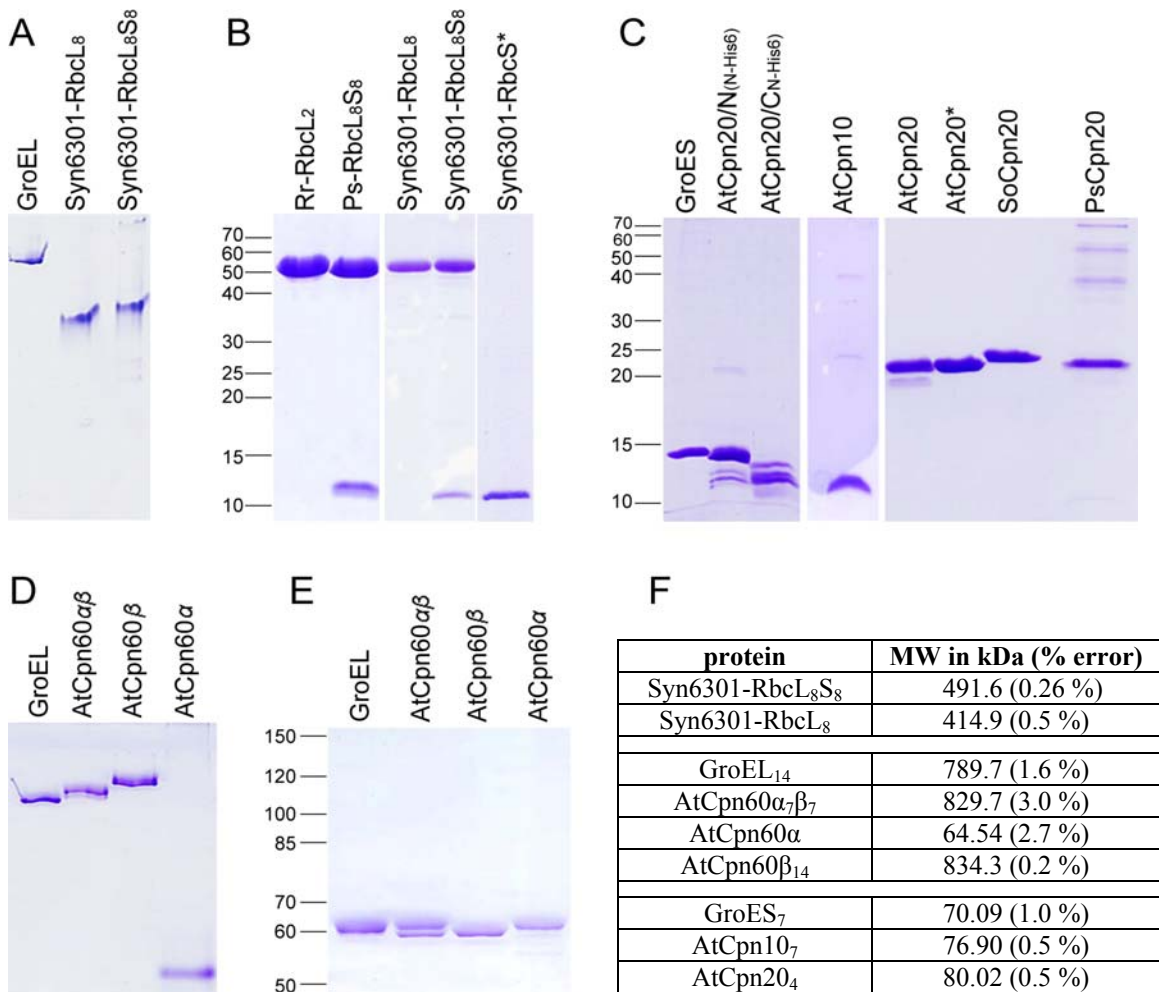 A
GroEL
Syn6301-RbcL8
Syn6301-RbcL8S8
B
Rr-RbcL2
Ps-RbcL8S8
Syn6301-RbcL8
Syn6301-RbcL8S8
Syn6301-RbcS*
70
60
50
40
30
25
20
15
10
C
GroES
AtCpn20/N(N-His6)
AtCpn20/CN-His6)
AtCpn10
AtCpn20
AtCpn20*
SoCpn20
PsCpn20
70
60
50
40
30
25
20
15
10
D
GroEL
AtCpn60αβ
AtCpn60β
AtCpn60α
E
GroEL
AtCpn60αβ
AtCpn60β
AtCpn60α
150
120
100
85
70
60
50
F
protein MW in kDa (% error)
Syn6301-RbcL8S8 491.6 (0.26 %)
Syn6301-RbcL8 414.9 (0.5 %)
GroEL14 789.7 (1.6 %)
AtCpn60α7β7 829.7 (3.0 %)
AtCpn60α 64.54 (2.7 %)
AtCpn60β14 834.3 (0.2 %)
GroES7 70.09 (1.0 %)
AtCpn107 76.90 (0.5 %)
AtCpn204 80.02 (0.5 %)